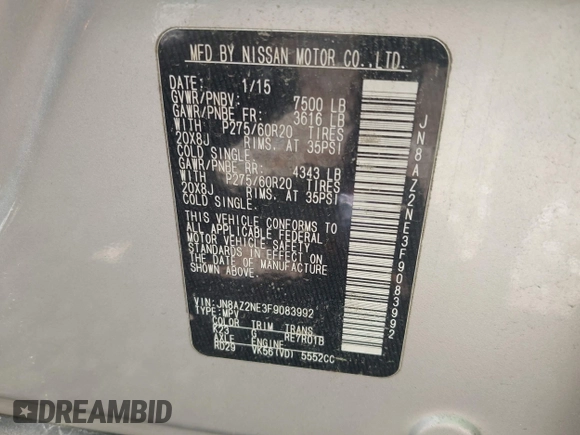 MFD BY NISSAN MOTOR CO.,LTD.
DATE: 1/15
GVWR/PNBV: 7500 LB
GAWR/PNBE FR: 3616 LB
WITH P275/60R20 TIRES
20X8J RIMS. AT 35PSI
COLD SINGLE.
GAWR/PNBE RR: 4343 LB
WITH P275/60R20 TIRES
20X8J RIMS. AT 35PSI
COLD SINGLE.
THIS VEHICLE CONFORMS TO
ALL APPLICABLE FEDERAL
MOTOR VEHICLE SAFETY
STANDARDS IN EFFECT ON
THE DATE OF MANUFACTURE
SHOWN ABOVE.
VIN: JN8AZ2NE3F9083992
TYPE: MPV
COLOR TRIM TRANS
K23 G RE7R01B
AXLE ENGINE
RD29 VK56(VD) 5552CC
JN8AZ2NE3F9083992
DREAMBID